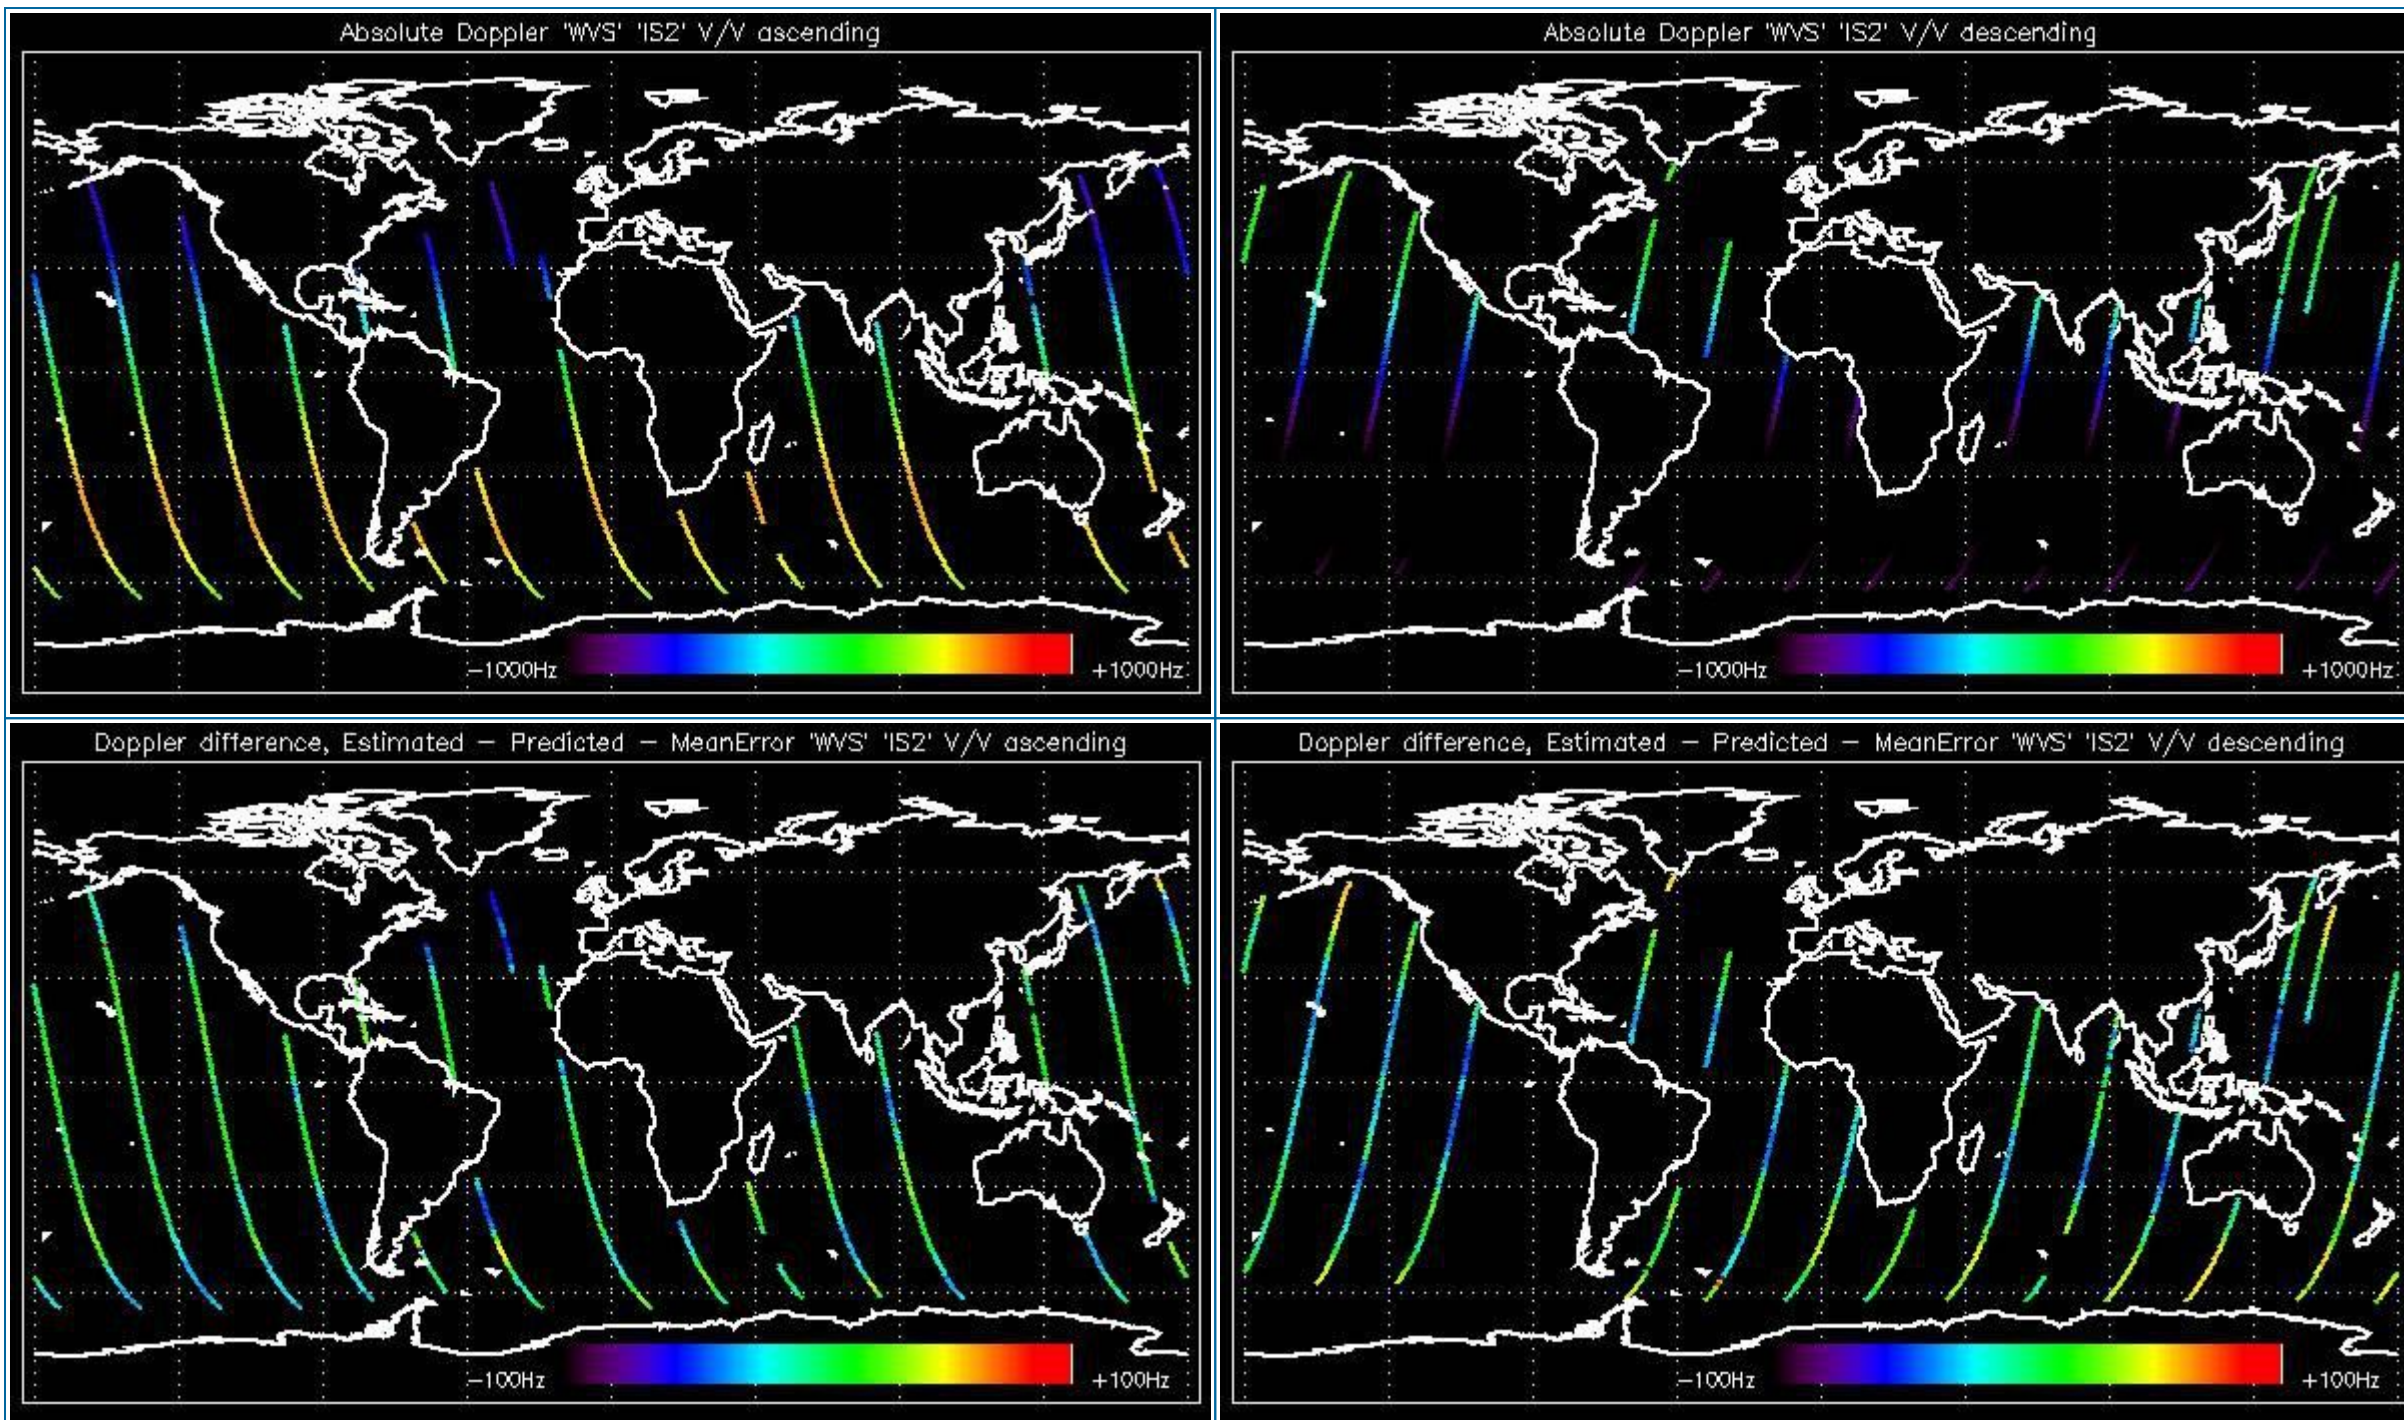 Absolute Doppler 'WVS' 'IS2' V/V ascending
-1000Hz
+1000Hz
Absolute Doppler 'WVS' 'IS2' V/V descending
-1000Hz
+1000Hz
Doppler difference, Estimated - Predicted - MeanError 'WVS' 'IS2' V/V ascending
-100Hz
+100Hz
Doppler difference, Estimated - Predicted - MeanError 'WVS' 'IS2' V/V descending
-100Hz
+100Hz